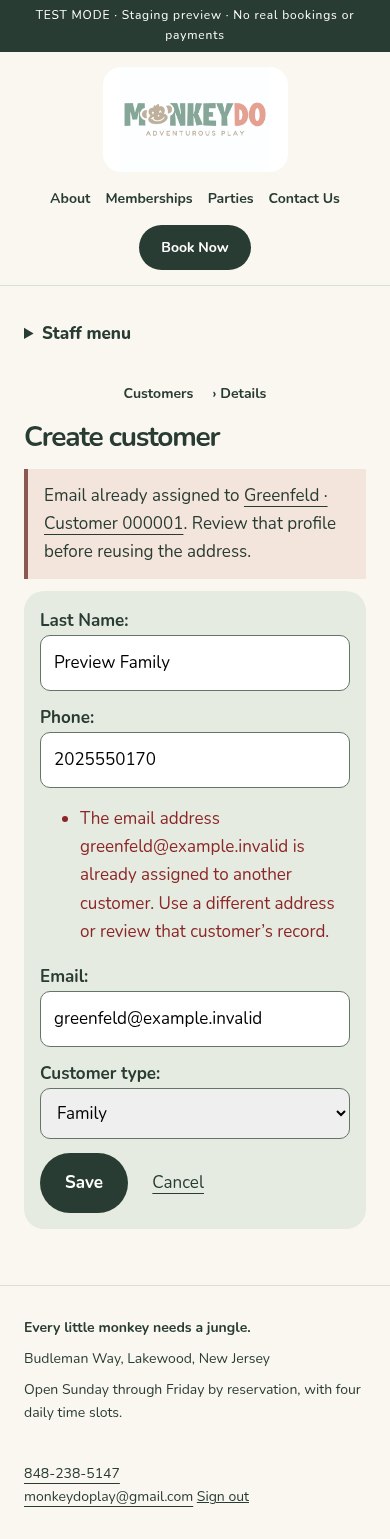 TEST MODE · Staging preview · No real bookings or
payments
MONKEYDO
ADVENTUROUS PLAY
About Memberships Parties Contact Us
Book Now
▶ Staff menu
Customers › Details
Create customer
Email already assigned to Greenfeld ·
Customer 000001. Review that profile
before reusing the address.
Last Name:
Preview Family
Phone:
2025550170
• The email address
greenfeld@example.invalid is
already assigned to another
customer. Use a different address
or review that customer’s record.
Email:
greenfeld@example.invalid
Customer type:
Family
Save Cancel
Every little monkey needs a jungle.
Budleman Way, Lakewood, New Jersey
Open Sunday through Friday by reservation, with four
daily time slots.
848-238-5147
monkeydoplay@gmail.com Sign out